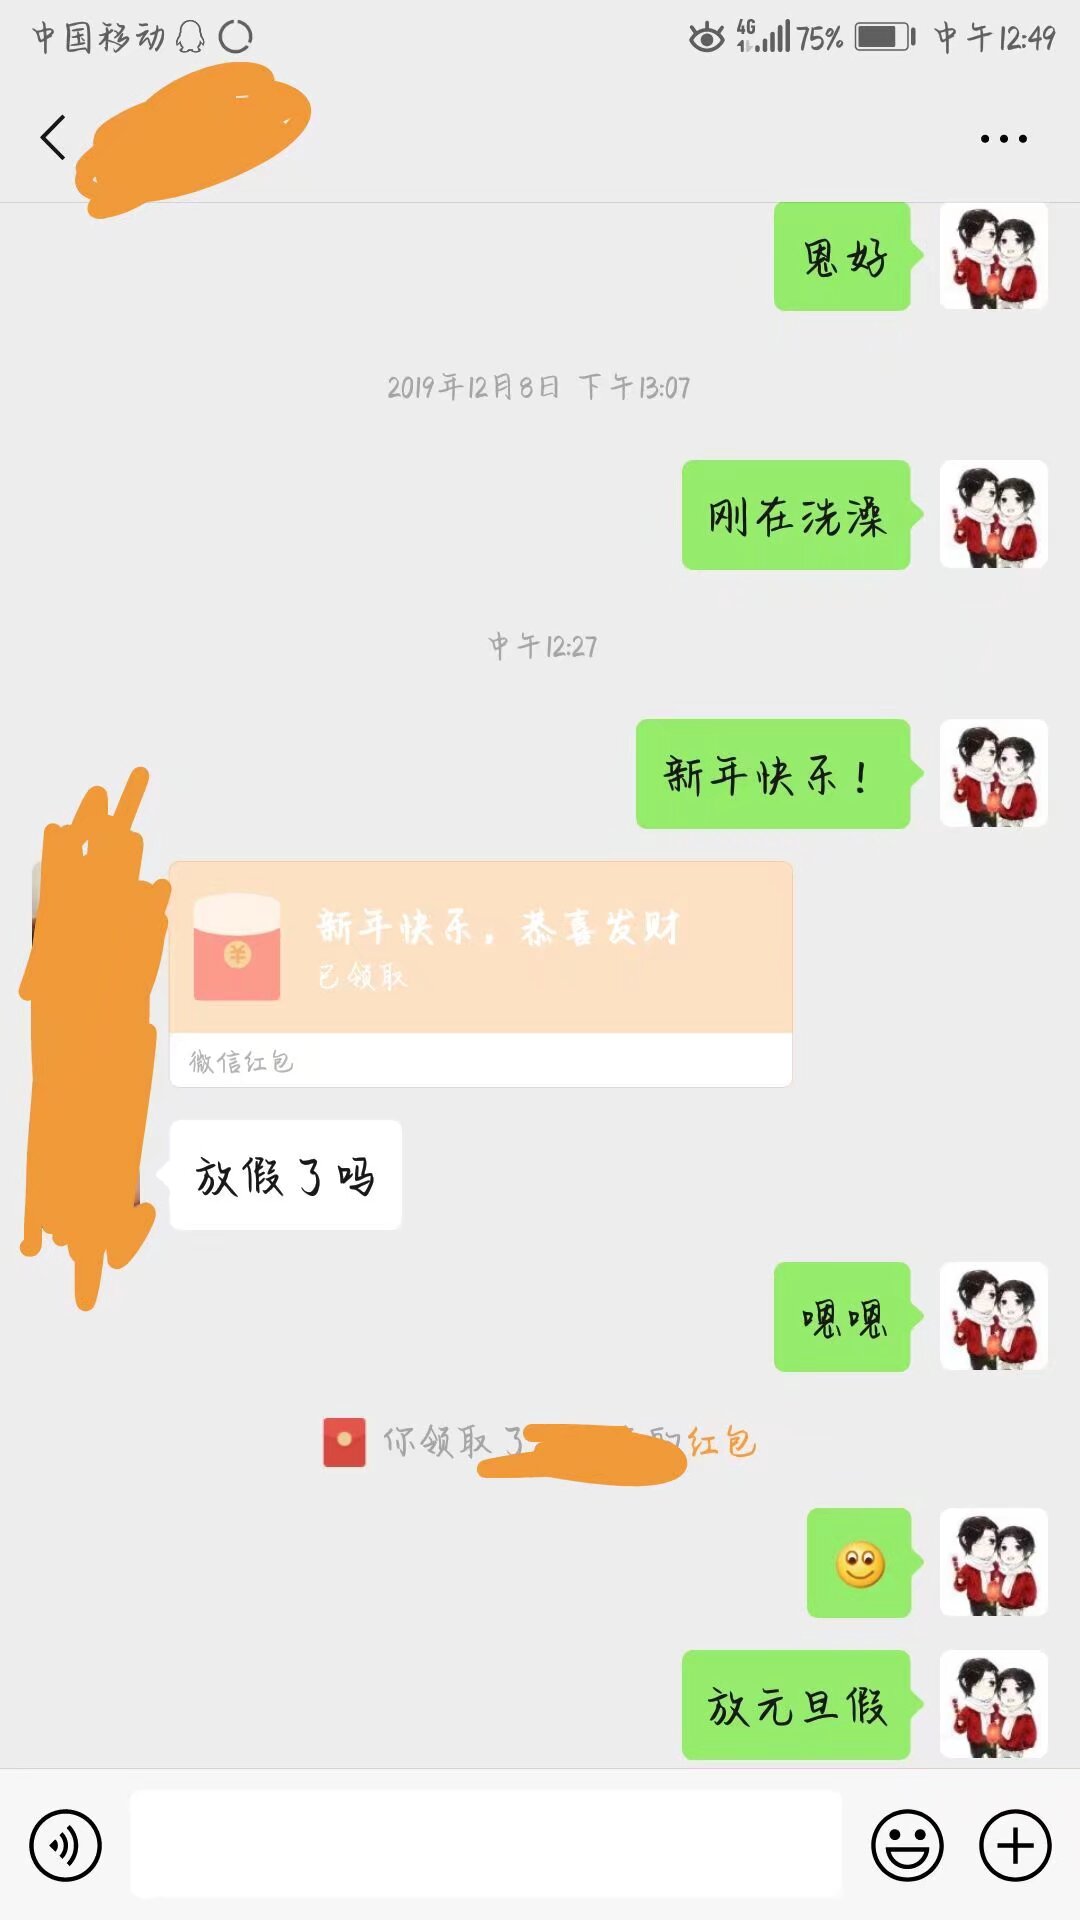 中国移动 4G 75% 中午12:49
恩好
2019年12月8日 下午13:07
刚在洗澡
中午12:27
新年快乐！
新年快乐，恭喜发财
已领取
微信红包
放假了吗
嗯嗯
你领取了 的红包
放元旦假